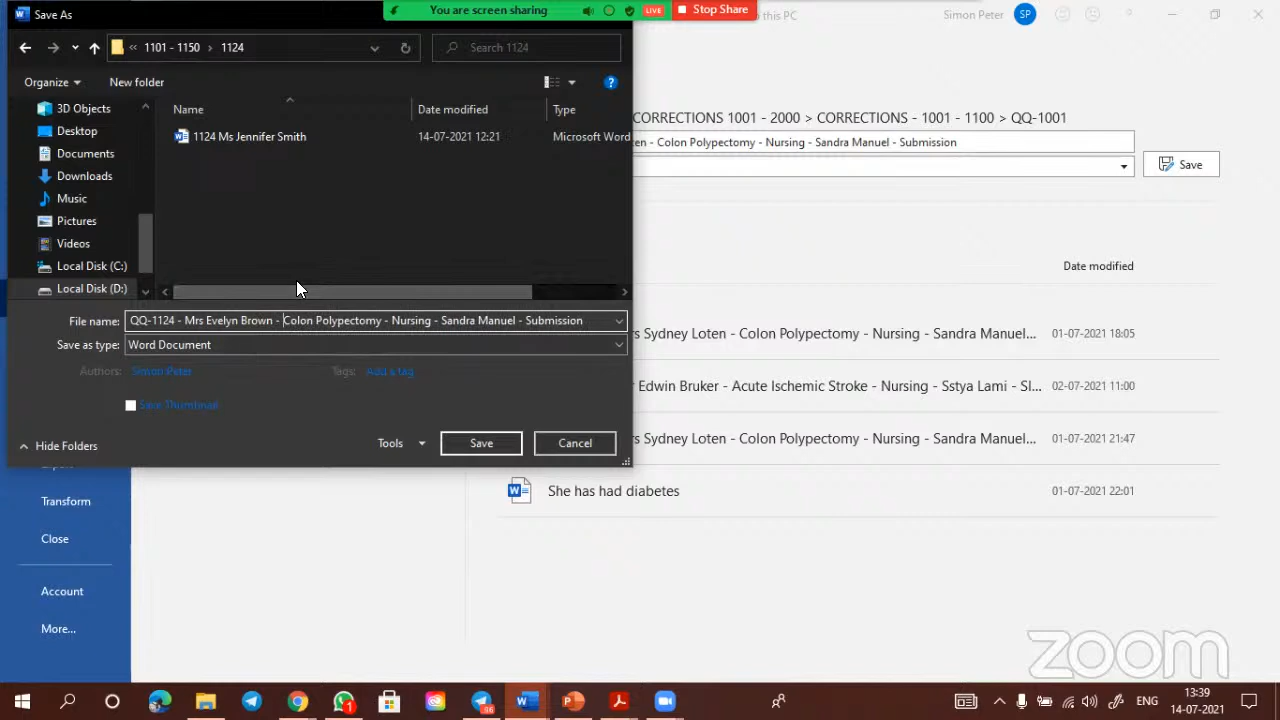 Save As
You are screen sharing
LIVE
Stop Share
his PC
Simon Peter
SP
1101 - 1150 > 1124
Search 1124
Organize
New folder
3D Objects
Desktop
Documents
Downloads
Music
Pictures
Videos
Local Disk (C:)
Local Disk (D:)
Name
Date modified
Type
1124 Ms Jennifer Smith
14-07-2021 12:21
Microsoft Word
File name:
QQ-1124 - Mrs Evelyn Brown - Colon Polypectomy - Nursing - Sandra Manuel - Submission
Save as type:
Word Document
Authors:
Simon Peter
Tags:
Add a tag
Save Thumbnail
Hide Folders
Tools
Save
Cancel
CORRECTIONS 1001 - 2000 > CORRECTIONS - 1001 - 1100 > QQ-1001
ten - Colon Polypectomy - Nursing - Sandra Manuel - Submission
Save
Date modified
rs Sydney Loten - Colon Polypectomy - Nursing - Sandra Manuel...
01-07-2021 18:05
Edwin Bruker - Acute Ischemic Stroke - Nursing - Sstya Lami - Sl...
02-07-2021 11:00
rs Sydney Loten - Colon Polypectomy - Nursing - Sandra Manuel...
01-07-2021 21:47
She has had diabetes
01-07-2021 22:01
Transform
Close
Account
More...
zoom
ENG
13:39
14-07-2021